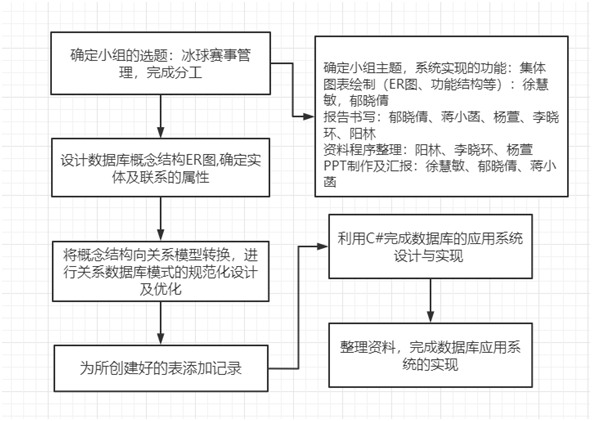 确定小组的选题：冰球赛事管
理，完成分工
确定小组主题，系统实现的功能：集体
图表绘制（ER图、功能结构等）：徐慧
敏，郁晓倩
报告书写：郁晓倩、蒋小菡、杨萱、李晓
环、阳林
资料程序整理：阳林、李晓环、杨萱
PPT制作及汇报：徐慧敏、郁晓倩、蒋小
菡
设计数据库概念结构ER图,确定实
体及联系的属性
将概念结构向关系模型转换，进
行关系数据库模式的规范化设计
及优化
为所创建好的表添加记录
利用C#完成数据库的应用系统
设计与实现
整理资料，完成数据库应用系
统的实现